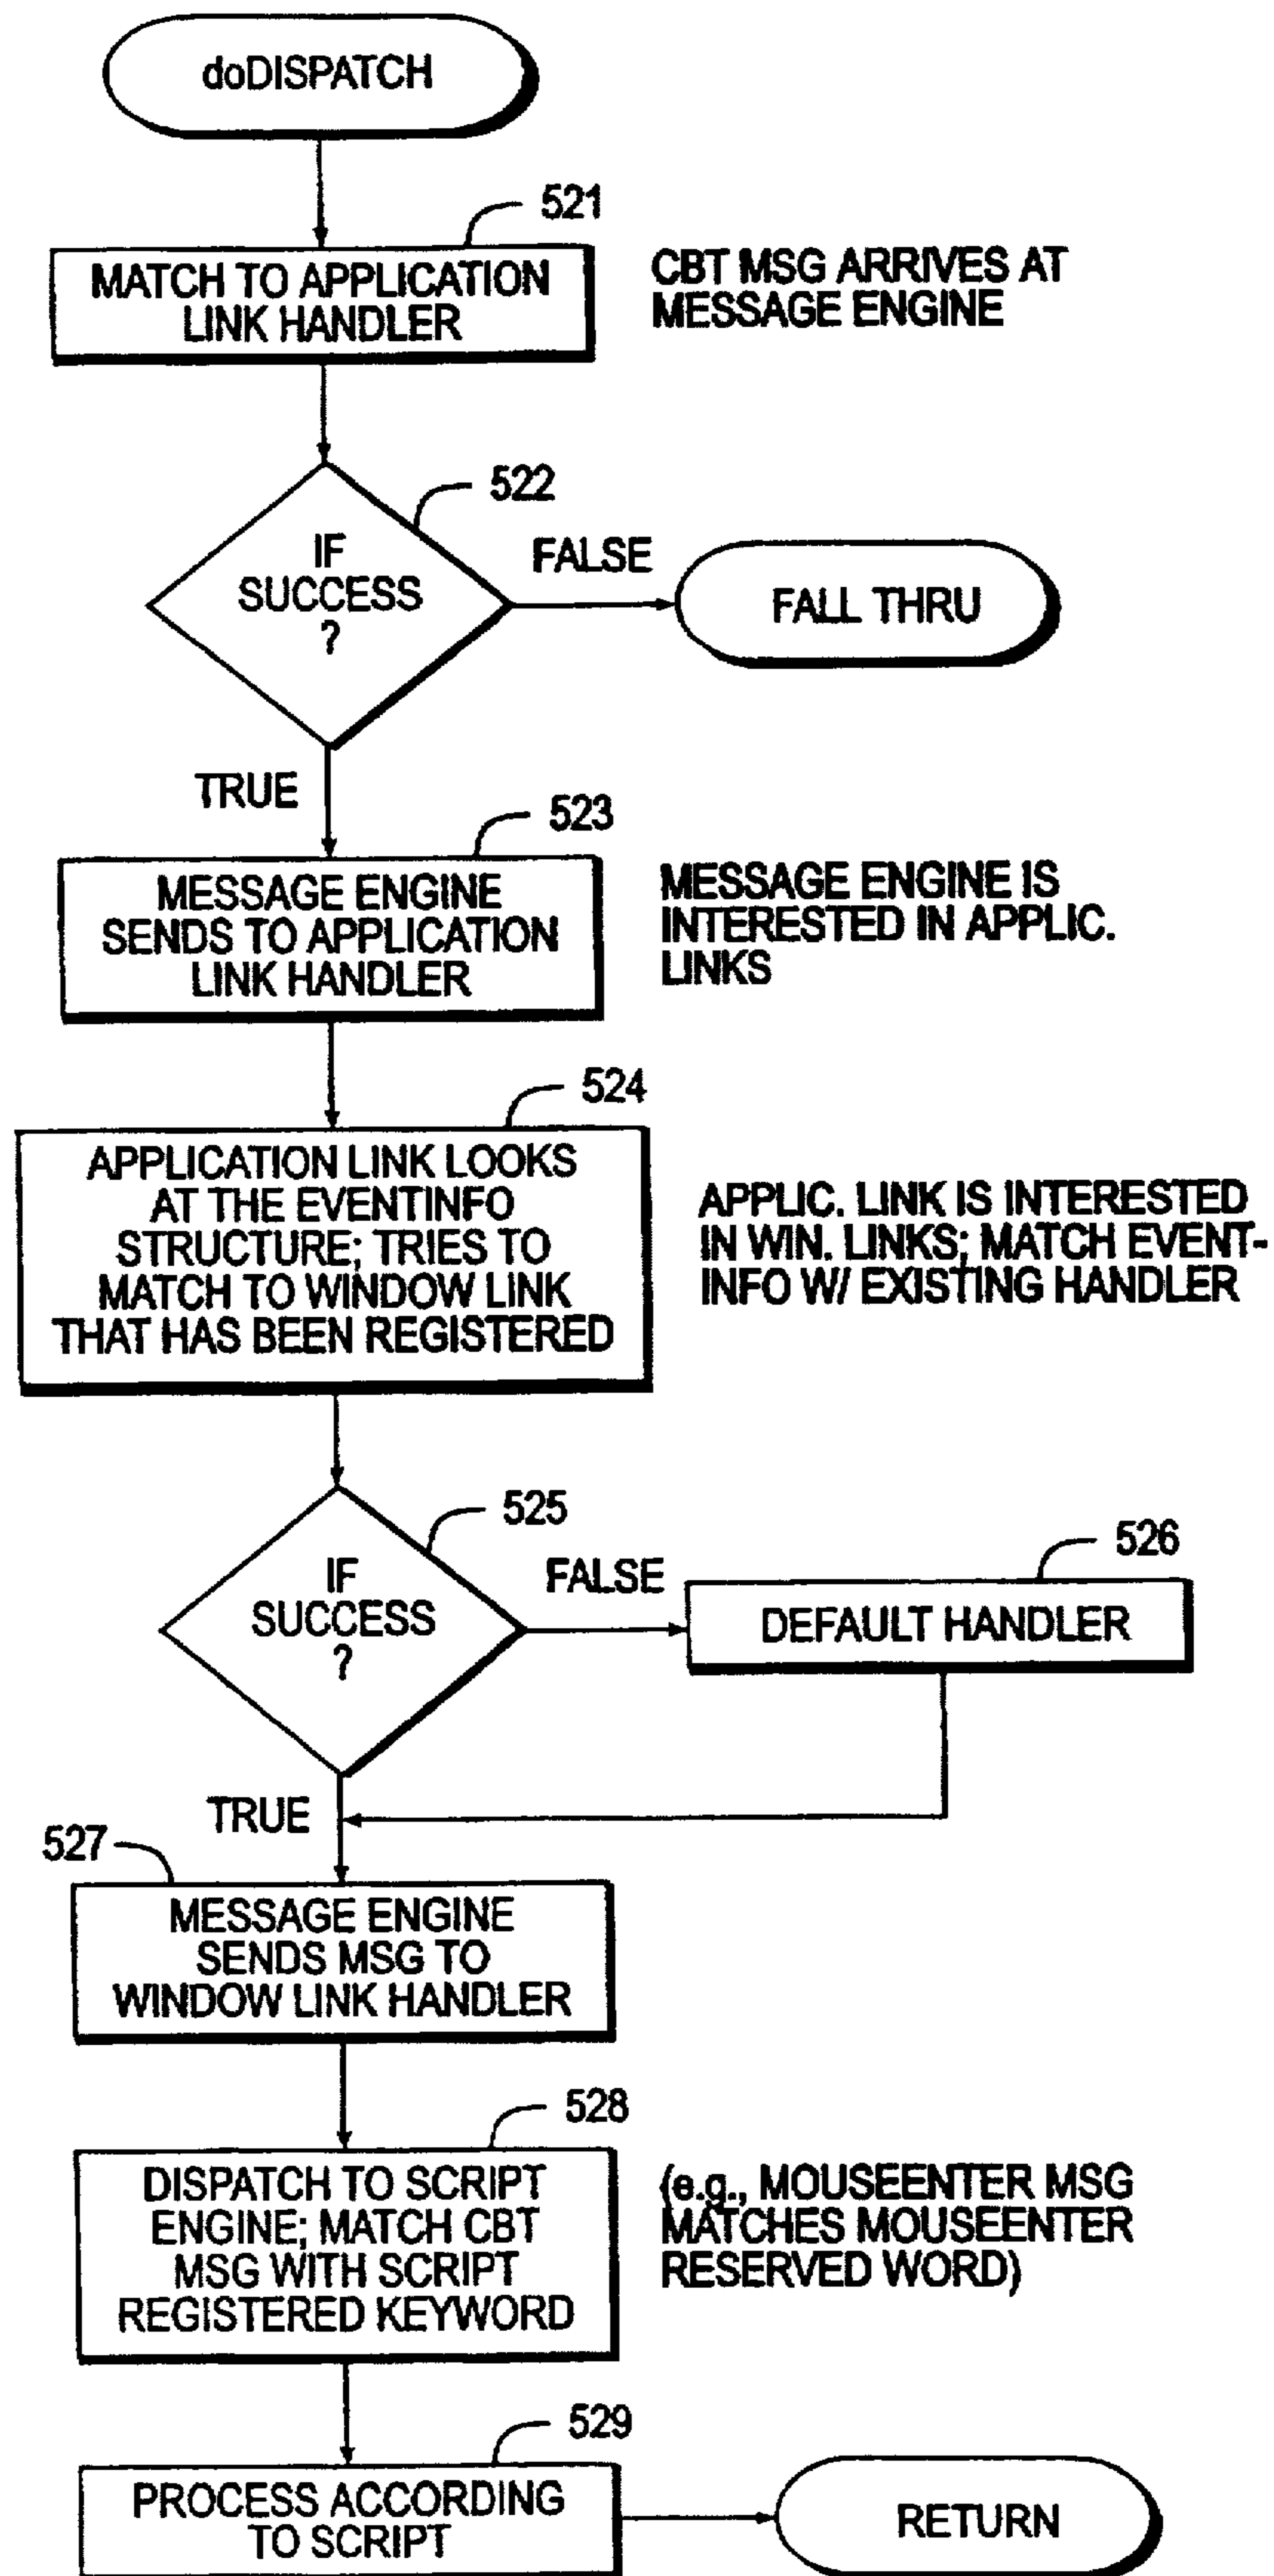 doDISPATCH
521
MATCH TO APPLICATION
LINK HANDLER
CBT MSG ARRIVES AT
MESSAGE ENGINE
522
IF
SUCCESS
?
FALSE
FALL THRU
TRUE
523
MESSAGE ENGINE
SENDS TO APPLICATION
LINK HANDLER
MESSAGE ENGINE IS
INTERESTED IN APPLIC.
LINKS
524
APPLICATION LINK LOOKS
AT THE EVENTINFO
STRUCTURE; TRIES TO
MATCH TO WINDOW LINK
THAT HAS BEEN REGISTERED
APPLIC. LINK IS INTERESTED
IN WIN. LINKS; MATCH EVENT-
INFO W/ EXISTING HANDLER
525
IF
SUCCESS
?
FALSE
526
DEFAULT HANDLER
TRUE
527
MESSAGE ENGINE
SENDS MSG TO
WINDOW LINK HANDLER
528
DISPATCH TO SCRIPT
ENGINE; MATCH CBT
MSG WITH SCRIPT
REGISTERED KEYWORD
(e.g., MOUSEENTER MSG
MATCHES MOUSEENTER
RESERVED WORD)
529
PROCESS ACCORDING
TO SCRIPT
RETURN